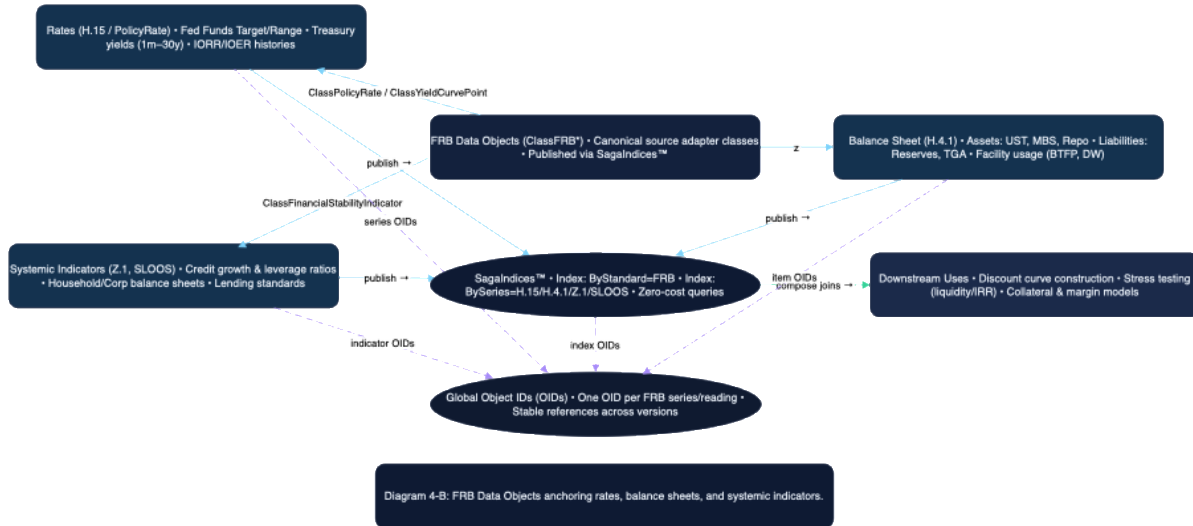 Rates (H.15 / PolicyRate) • Fed Funds Target/Range • Treasury
yields (1m–30y) • IORR/IOER histories
ClassPolicyRate / ClassYieldCurvePoint
FRB Data Objects (ClassFRB*) • Canonical source adapter classes
• Published via SagaIndices™
z
Balance Sheet (H.4.1) • Assets: UST, MBS, Repo • Liabilities:
Reserves, TGA • Facility usage (BTFP, DW)
publish →
ClassFinancialStabilityIndicator
series OIDs
publish →
Systemic Indicators (Z.1, SLOOS) • Credit growth & leverage ratios
• Household/Corp balance sheets • Lending standards
publish →
SagaIndices™ • Index: ByStandard=FRB • Index:
BySeries=H.15/H.4.1/Z.1/SLOOS • Zero-cost queries
item OIDs
compose joins →
Downstream Uses • Discount curve construction • Stress testing
(liquidity/IRR) • Collateral & margin models
indicator OIDs
index OIDs
Global Object IDs (OIDs) • One OID per FRB series/reading •
Stable references across versions
Diagram 4-B: FRB Data Objects anchoring rates, balance sheets, and systemic indicators.